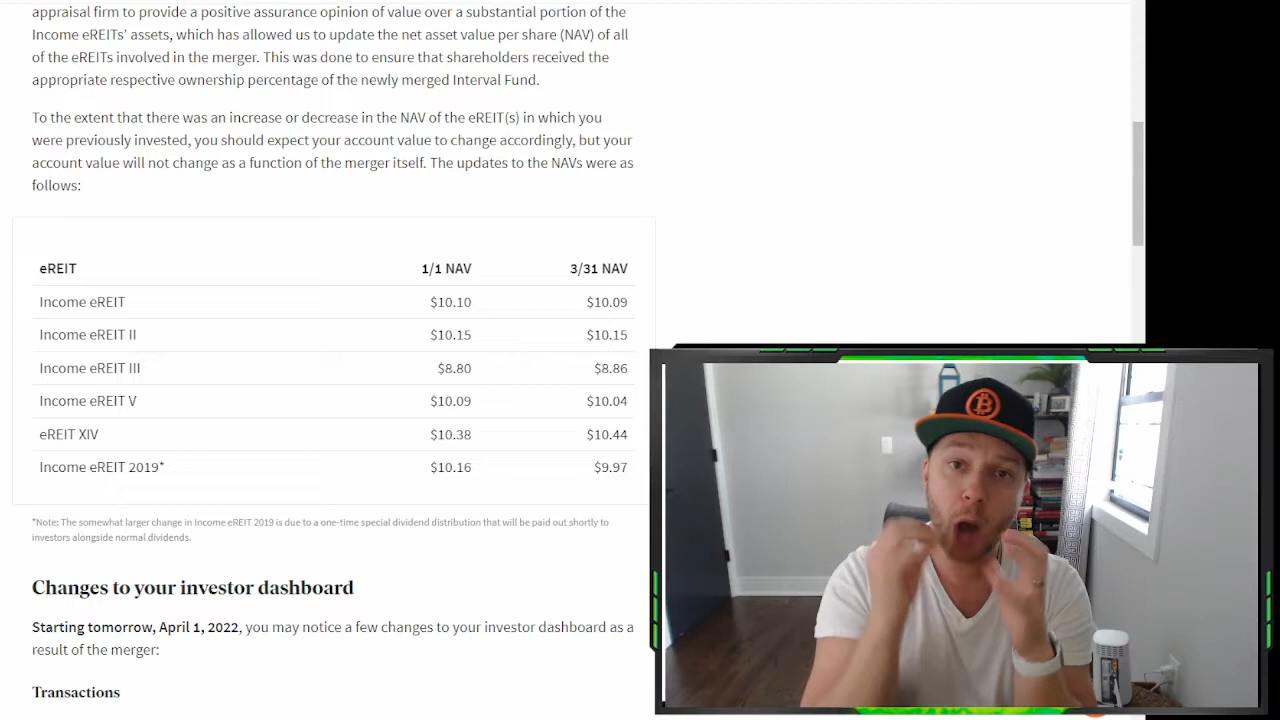 appraisal firm to provide a positive assurance opinion of value over a substantial portion of the
Income eREITs' assets, which has allowed us to update the net asset value per share (NAV) of all
of the eREITs involved in the merger. This was done to ensure that shareholders received the
appropriate respective ownership percentage of the newly merged Interval Fund.
To the extent that there was an increase or decrease in the NAV of the eREIT(s) in which you
were previously invested, you should expect your account value to change accordingly, but your
account value will not change as a function of the merger itself. The updates to the NAVs were as
follows:
eREIT 1/1 NAV 3/31 NAV
Income eREIT $10.10 $10.09
Income eREIT II $10.15 $10.15
Income eREIT III $8.80 $8.86
Income eREIT V $10.09 $10.04
eREIT XIV $10.38 $10.44
Income eREIT 2019* $10.16 $9.97
*Note: The somewhat larger change in Income eREIT 2019 is due to a one-time special dividend distribution that will be paid out shortly to
investors alongside normal dividends.
Changes to your investor dashboard
Starting tomorrow, April 1, 2022, you may notice a few changes to your investor dashboard as a
result of the merger:
Transactions